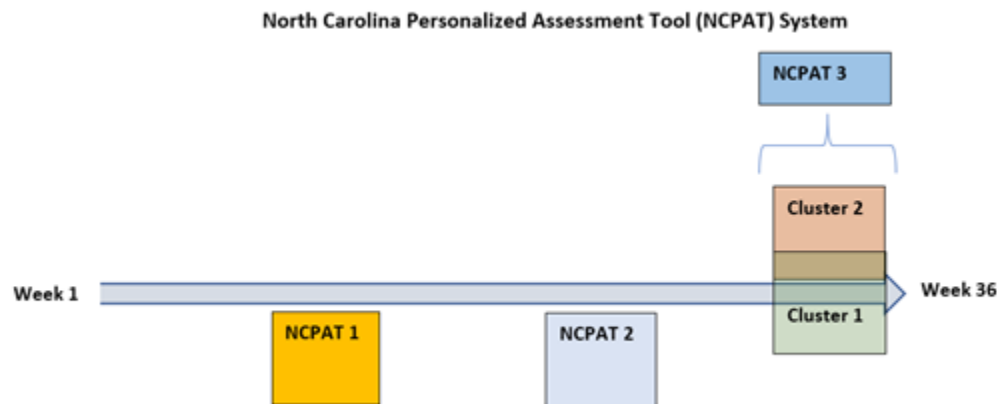 North Carolina Personalized Assessment Tool (NCPAT) System
NCPAT 3
Cluster 2
Week 1
Week 36
Cluster 1
NCPAT 1
NCPAT 2